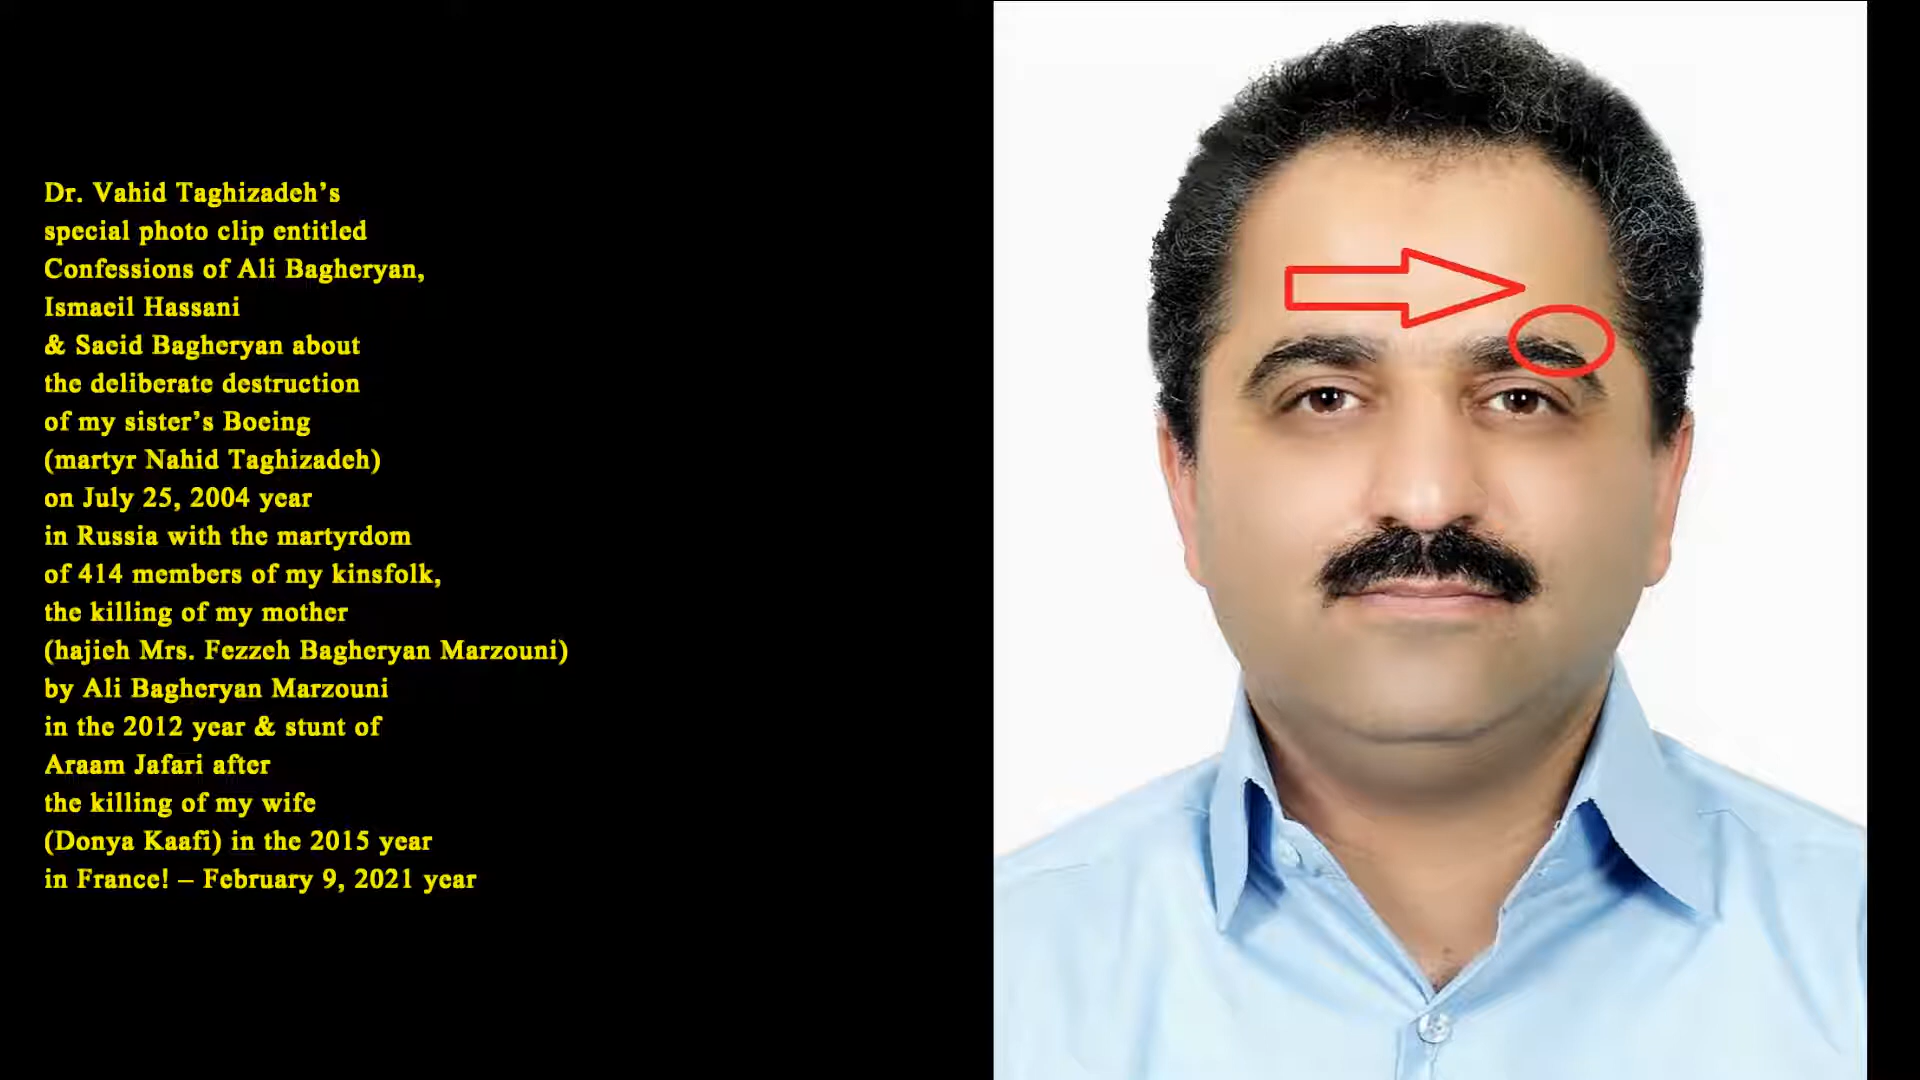 Dr. Vahid Taghizadeh’s
special photo clip entitled
Confessions of Ali Bagheryan,
Ismaeil Hassani
& Saeid Bagheryan about
the deliberate destruction
of my sister’s Boeing
(martyr Nahid Taghizadeh)
on July 25, 2004 year
in Russia with the martyrdom
of 414 members of my kinsfolk,
the killing of my mother
(hajieh Mrs. Fezzeh Bagheryan Marzouni)
by Ali Bagheryan Marzouni
in the 2012 year & stunt of
Araam Jafari after
the killing of my wife
(Donya Kaafi) in the 2015 year
in France! – February 9, 2021 year